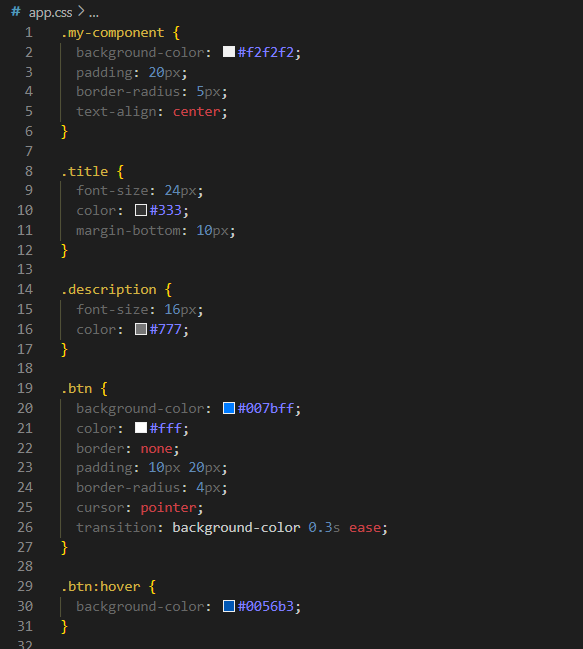 # app.css > ...
1 .my-component {
2 background-color: #f2f2f2;
3 padding: 20px;
4 border-radius: 5px;
5 text-align: center;
6 }
7
8 .title {
9 font-size: 24px;
10 color: #333;
11 margin-bottom: 10px;
12 }
13
14 .description {
15 font-size: 16px;
16 color: #777;
17 }
18
19 .btn {
20 background-color: #007bff;
21 color: #fff;
22 border: none;
23 padding: 10px 20px;
24 border-radius: 4px;
25 cursor: pointer;
26 transition: background-color 0.3s ease;
27 }
28
29 .btn:hover {
30 background-color: #0056b3;
31 }
32